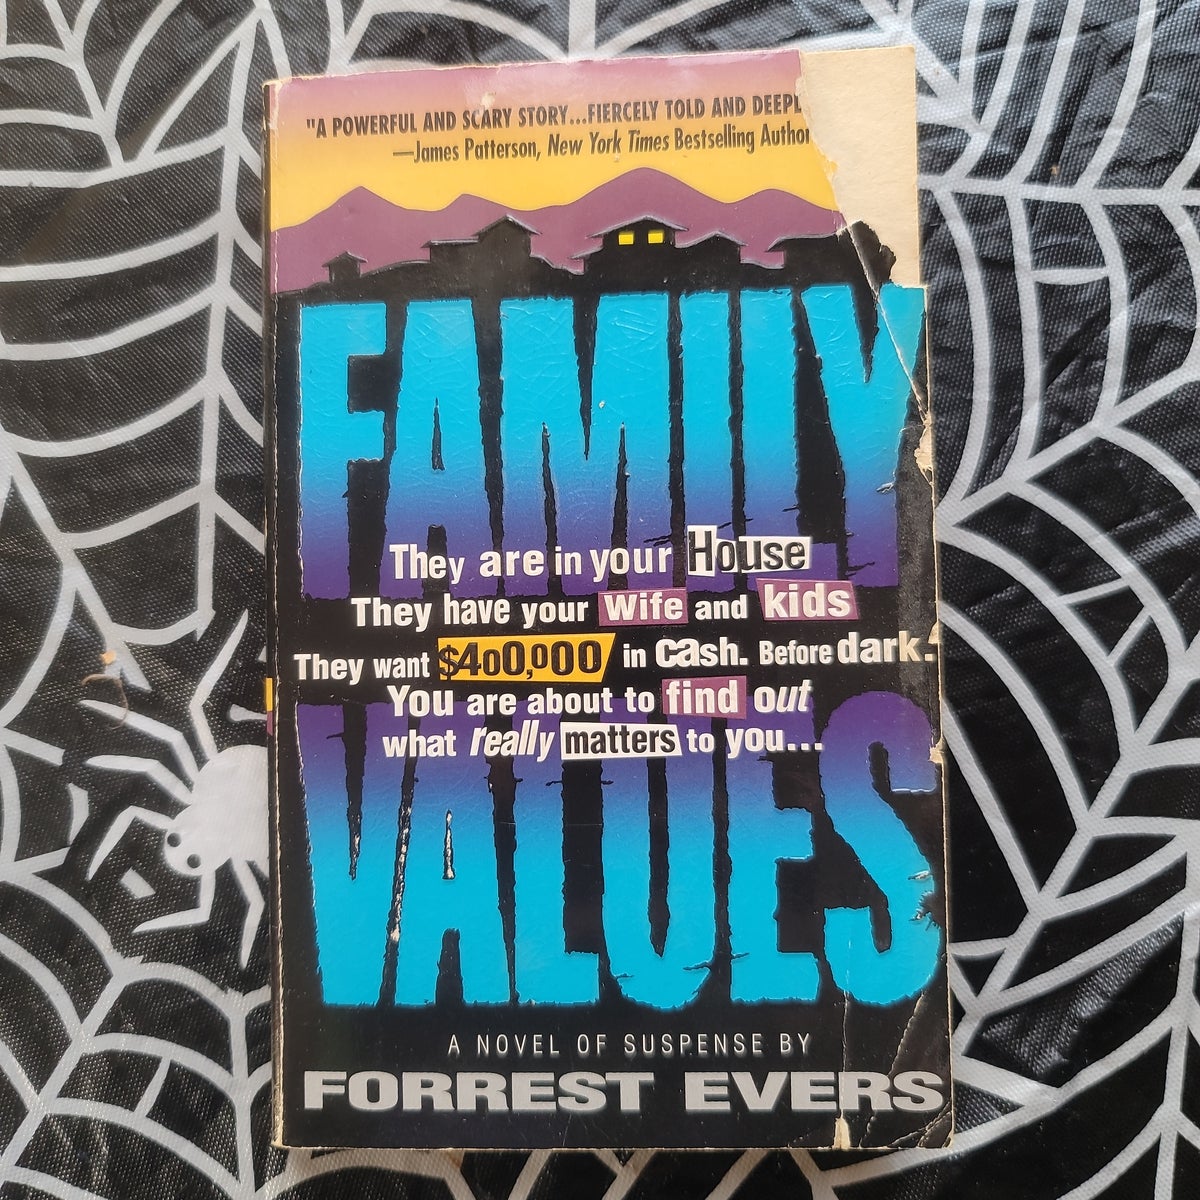 "A POWERFUL AND SCARY STORY...FIERCELY TOLD AND
—James Patterson, New York Times Bestselling Author
FAMILY
They are in your House
They have your Wife and kids
They want $400,000 in cash. Before dark.
You are about to find out
what really matters to you...
VALUES
A NOVEL OF SUSPENSE BY
FORREST EVERS